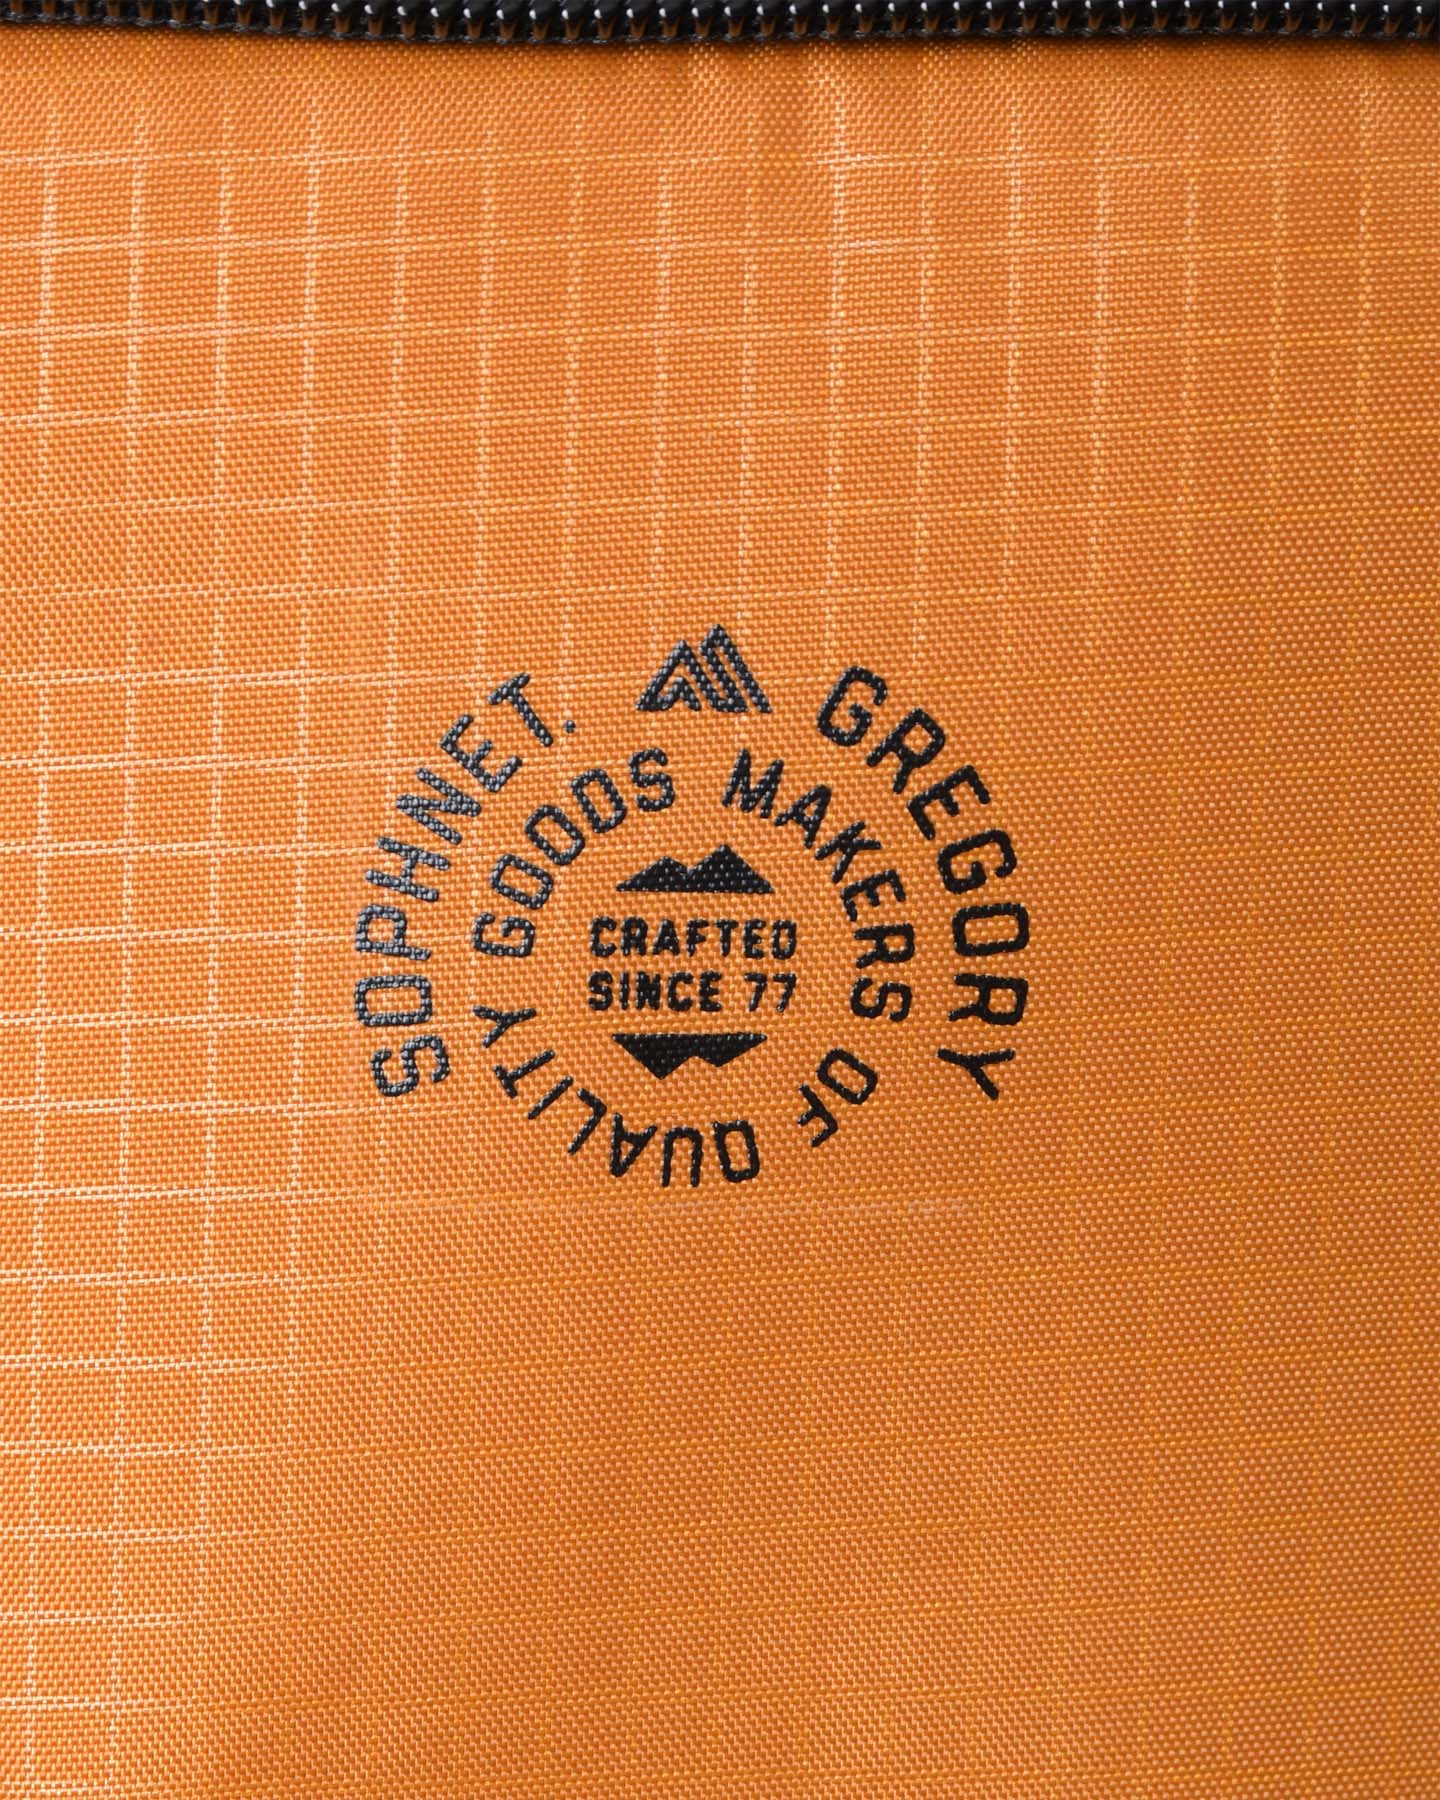 SOPHNET. GREGORY
MAKERS OF QUALITY GOODS
CRAFTED
SINCE 77